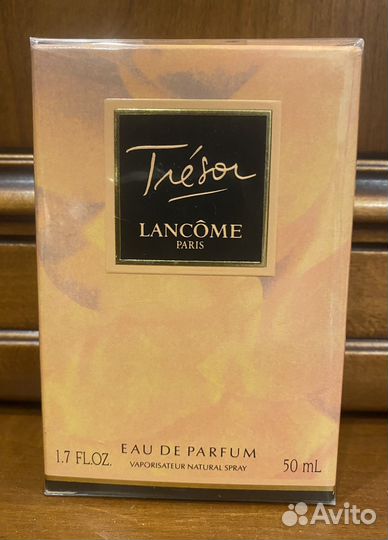 Trésor
LANCÔME
PARIS
EAU DE PARFUM
1.7 FL.OZ. VAPORISATEUR NATURAL SPRAY 50 mL
Avito